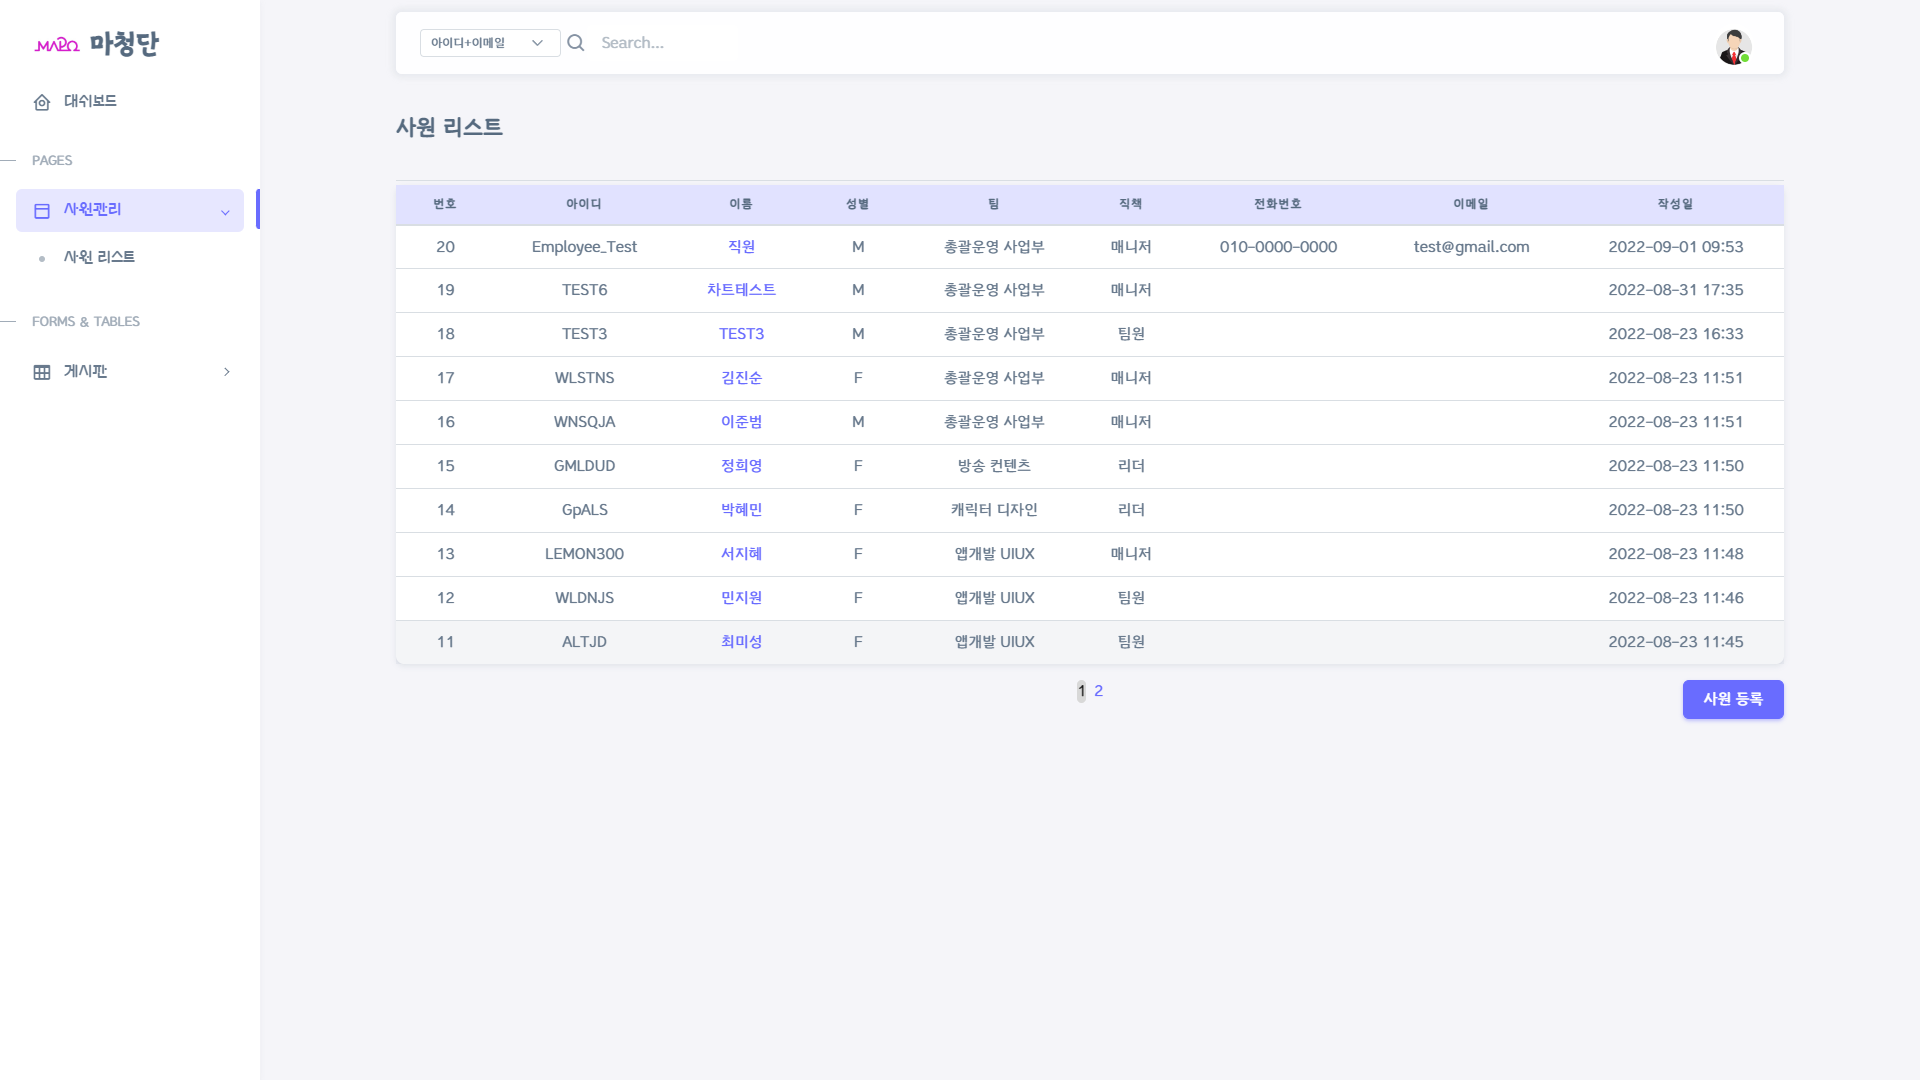 MAPO 마청단
대쉬보드
PAGES
사원관리
사원 리스트
FORMS & TABLES
게시판
아이디+이메일 Search...
사원 리스트
번호 아이디 이름 성별 팀 직책 전화번호 이메일 작성일
20 Employee_Test 직원 M 총괄운영 사업부 매니저 010-0000-0000 test@gmail.com 2022-09-01 09:53
19 TEST6 차트테스트 M 총괄운영 사업부 매니저 2022-08-31 17:35
18 TEST3 TEST3 M 총괄운영 사업부 팀원 2022-08-23 16:33
17 WLSTNS 김진순 F 총괄운영 사업부 매니저 2022-08-23 11:51
16 WNSQJA 이준범 M 총괄운영 사업부 매니저 2022-08-23 11:51
15 GMLDUD 정희영 F 방송 컨텐츠 리더 2022-08-23 11:50
14 GpALS 박혜민 F 캐릭터 디자인 리더 2022-08-23 11:50
13 LEMON300 서지혜 F 앱개발 UIUX 매니저 2022-08-23 11:48
12 WLDNJS 민지원 F 앱개발 UIUX 팀원 2022-08-23 11:46
11 ALTJD 최미성 F 앱개발 UIUX 팀원 2022-08-23 11:45
1 2
사원 등록